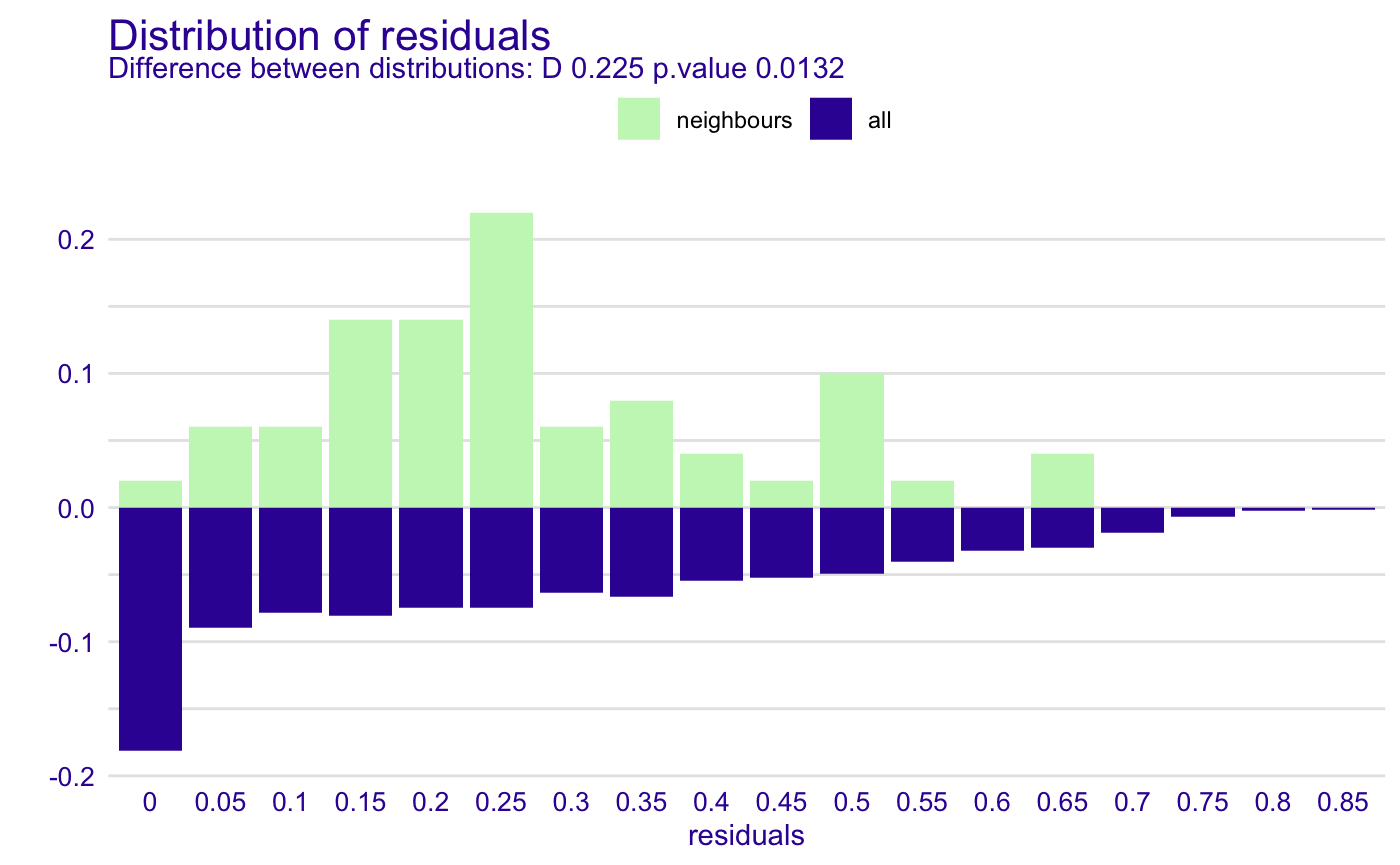 Distribution of residuals
Difference between distributions: D 0.225 p.value 0.0132
neighbours all
0.2
0.1
0.0
-0.1
-0.2
0 0.05 0.1 0.15 0.2 0.25 0.3 0.35 0.4 0.45 0.5 0.55 0.6 0.65 0.7 0.75 0.8 0.85
residuals